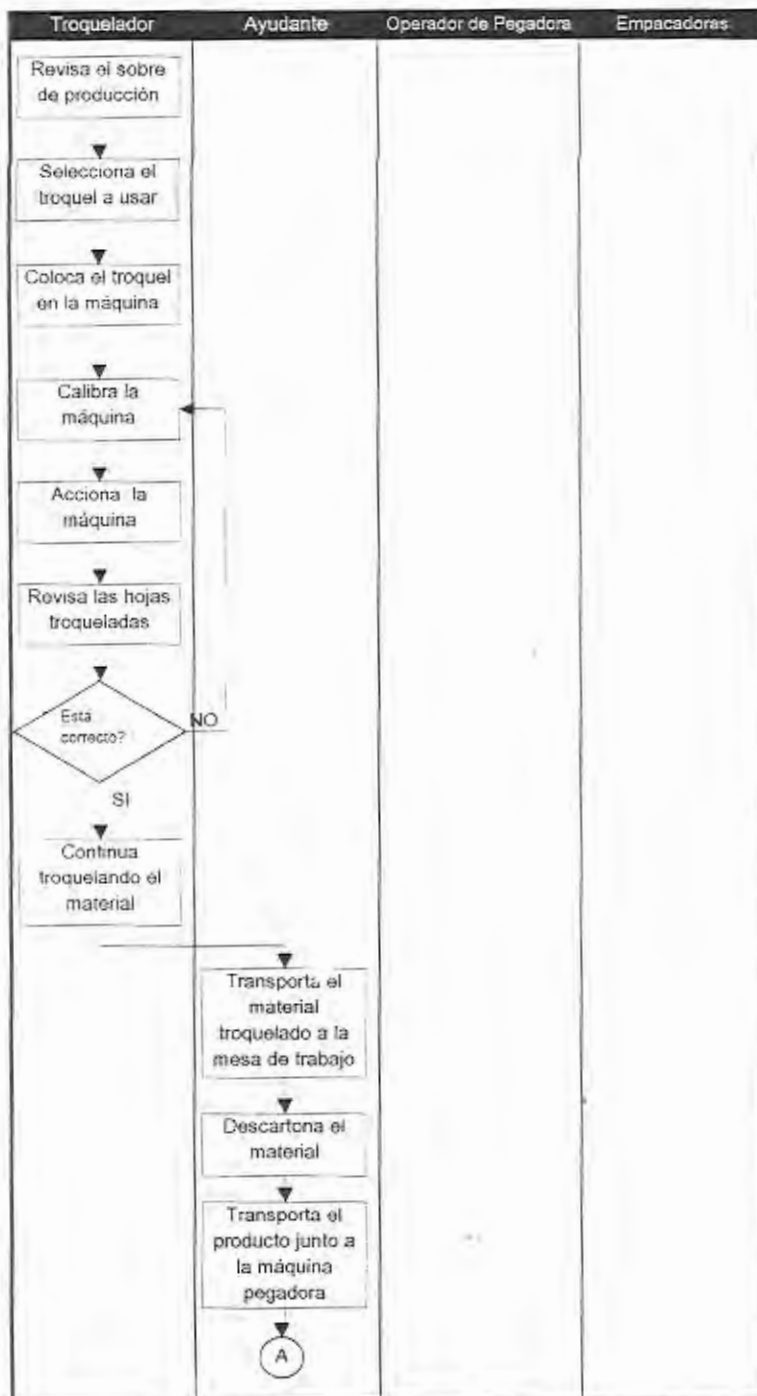 Troquelador
Ayudante
Operador de Pegadora
Empacadoras
Revisa el sobre
de producción
Selecciona el
troquel a usar
Coloca el troquel
en la máquina
Calibra la
máquina
Acciona la
máquina
Revisa las hojas
troqueladas
Está
correcto?
NO
SI
Continua
troquelando el
material
Transporta el
material
troquelado a la
mesa de trabajo
Descartona el
material
Transporta el
producto junto a
la máquina
pegadora
A